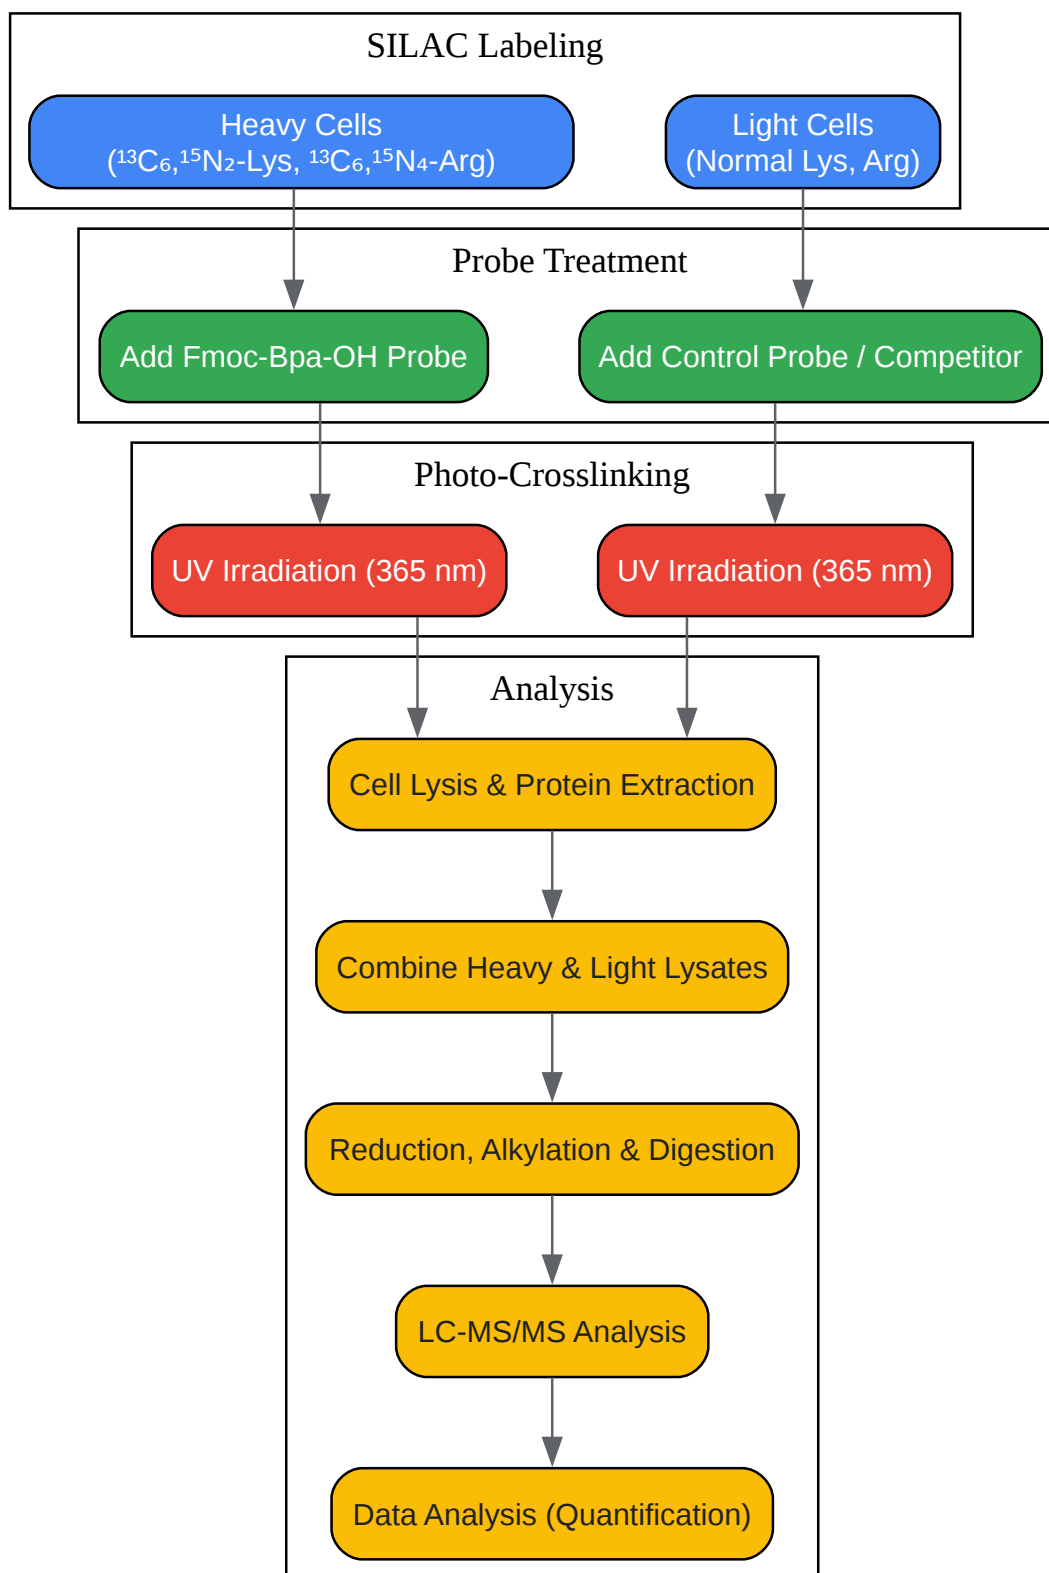 SILAC Labeling
Heavy Cells
(¹³C₆,¹⁵N₂-Lys, ¹³C₆,¹⁵N₄-Arg)
Light Cells
(Normal Lys, Arg)
Probe Treatment
Add Fmoc-Bpa-OH Probe
Add Control Probe / Competitor
Photo-Crosslinking
UV Irradiation (365 nm)
UV Irradiation (365 nm)
Analysis
Cell Lysis & Protein Extraction
Combine Heavy & Light Lysates
Reduction, Alkylation & Digestion
LC-MS/MS Analysis
Data Analysis (Quantification)